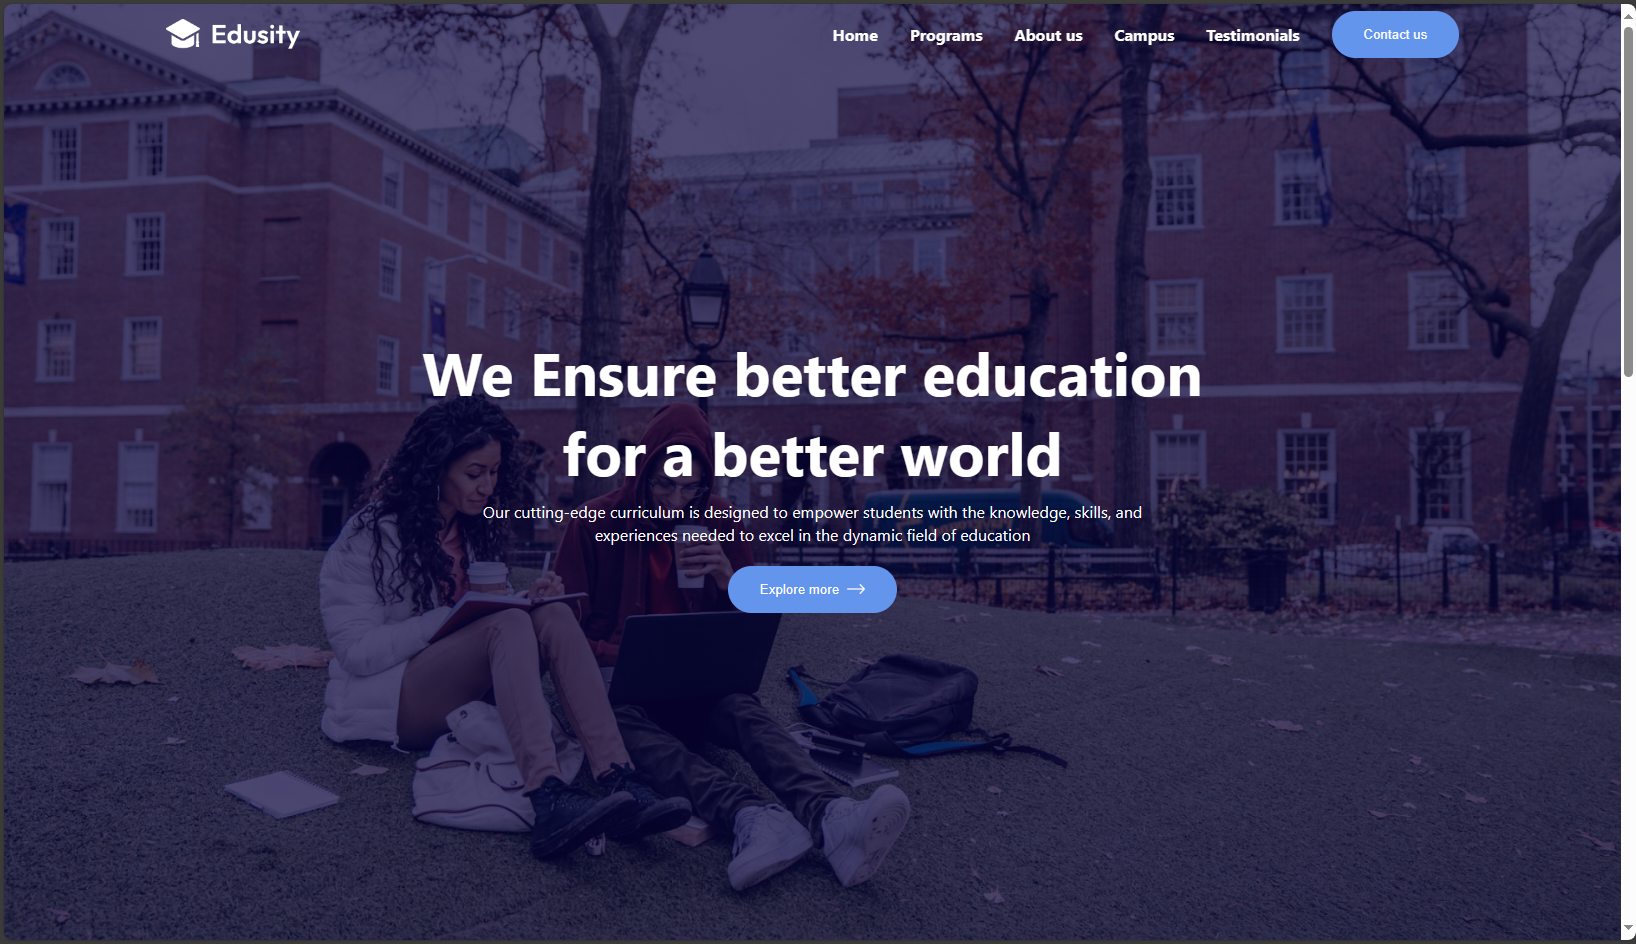 Edusity
Home Programs About us Campus Testimonials Contact us
We Ensure better education
for a better world
Our cutting-edge curriculum is designed to empower students with the knowledge, skills, and
experiences needed to excel in the dynamic field of education
Explore more